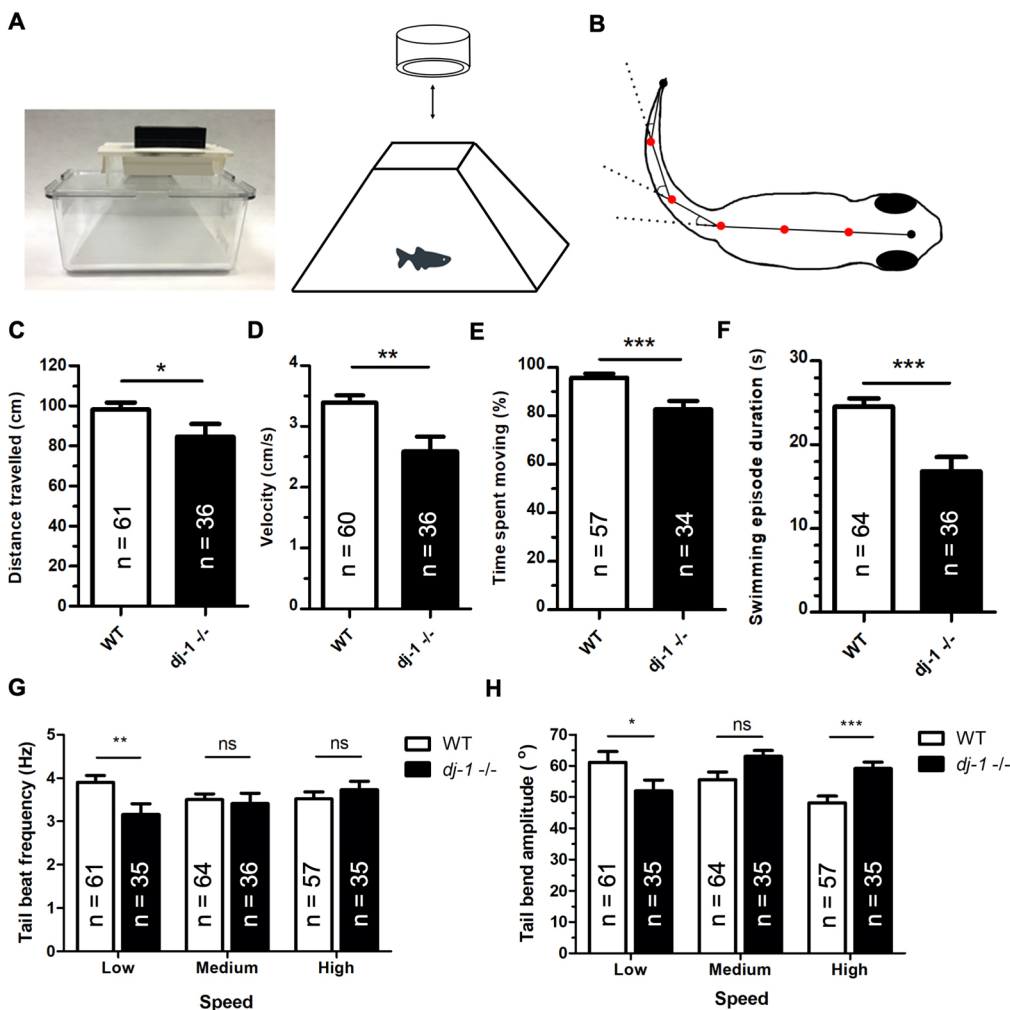 A
B
C
Distance travelled (cm)
120
100
80
60
40
20
0
*
n = 61
n = 36
WT
dj-1 -/-
D
Velocity (cm/s)
4
3
2
1
0
**
n = 60
n = 36
WT
dj-1 -/-
E
Time spent moving (%)
100
80
60
40
20
0
***
n = 57
n = 34
WT
dj-1 -/-
F
Swimming episode duration (s)
30
20
10
0
***
n = 64
n = 36
WT
dj-1 -/-
G
Tail beat frequency (Hz)
5
4
3
2
1
0
**
ns
ns
n = 61
n = 35
n = 64
n = 36
n = 57
n = 35
Low Medium High
Speed
WT
dj-1 -/-
H
Tail bend amplitude ( °)
70
60
50
40
30
20
10
0
*
ns
***
n = 61
n = 35
n = 64
n = 35
n = 57
n = 35
Low Medium High
Speed
WT
dj-1 -/-